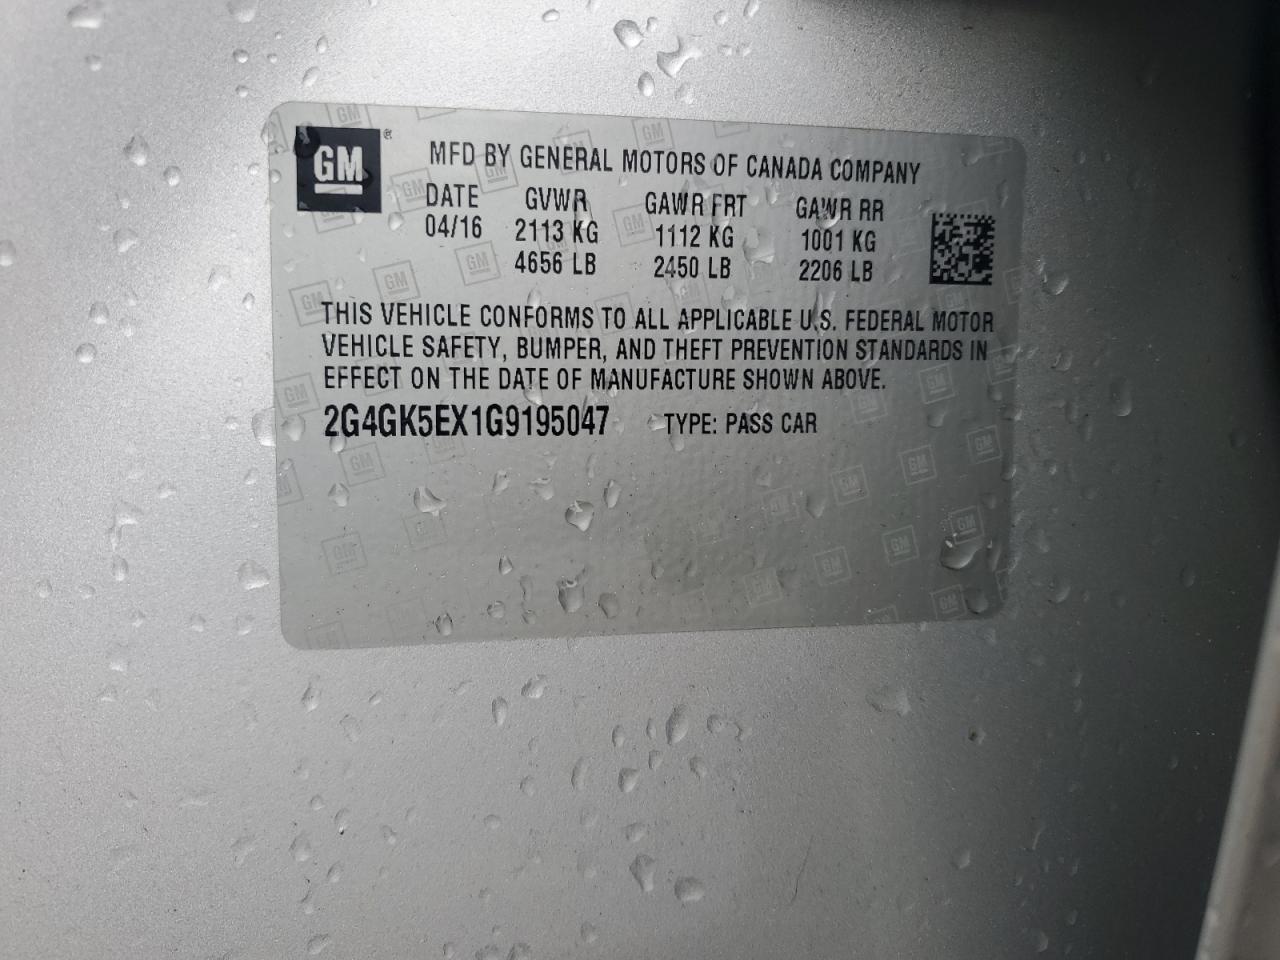 GM
MFD BY GENERAL MOTORS OF CANADA COMPANY
DATE GVWR GAWR FRT GAWR RR
04/16 2113 KG 1112 KG 1001 KG
4656 LB 2450 LB 2206 LB
THIS VEHICLE CONFORMS TO ALL APPLICABLE U.S. FEDERAL MOTOR
VEHICLE SAFETY, BUMPER, AND THEFT PREVENTION STANDARDS IN
EFFECT ON THE DATE OF MANUFACTURE SHOWN ABOVE.
2G4GK5EX1G9195047 TYPE: PASS CAR